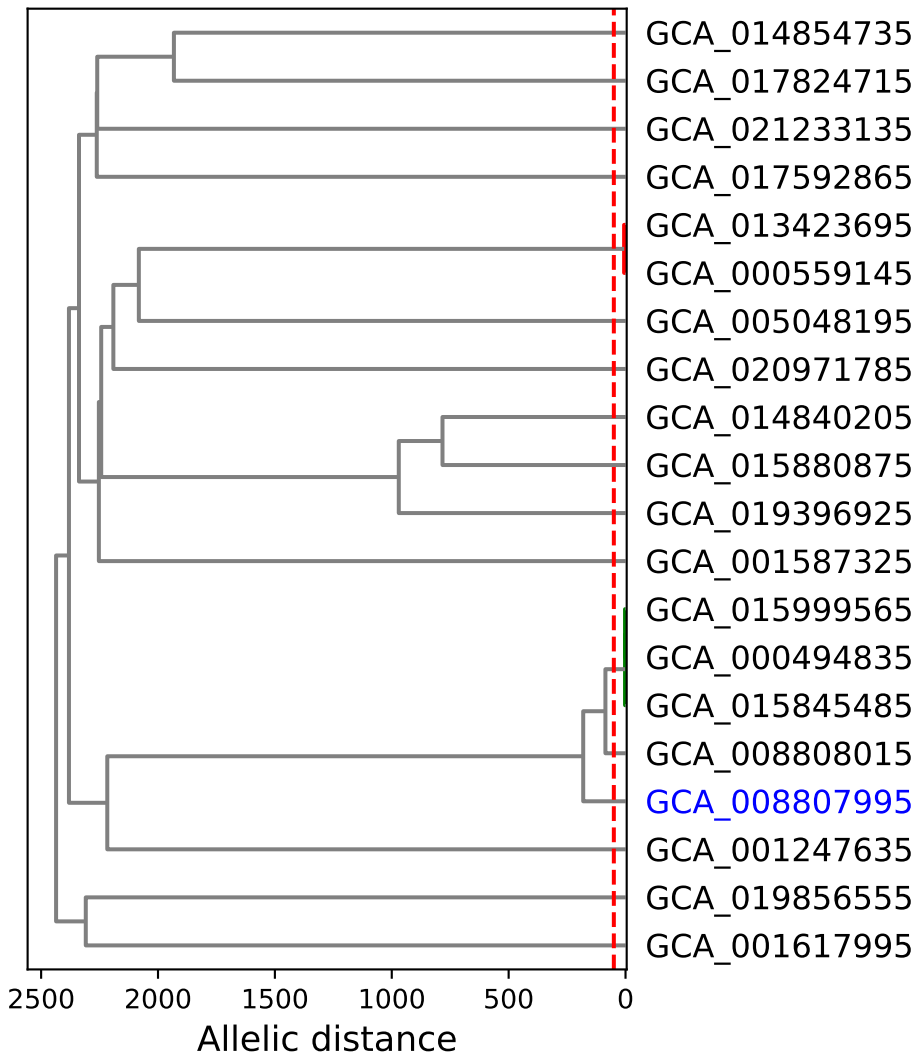 GCA_014854735
GCA_017824715
GCA_021233135
GCA_017592865
GCA_013423695
GCA_000559145
GCA_005048195
GCA_020971785
GCA_014840205
GCA_015880875
GCA_019396925
GCA_001587325
GCA_015999565
GCA_000494835
GCA_015845485
GCA_008808015
GCA_008807995
GCA_001247635
GCA_019856555
GCA_001617995
2500 2000 1500 1000 500 0
Allelic distance